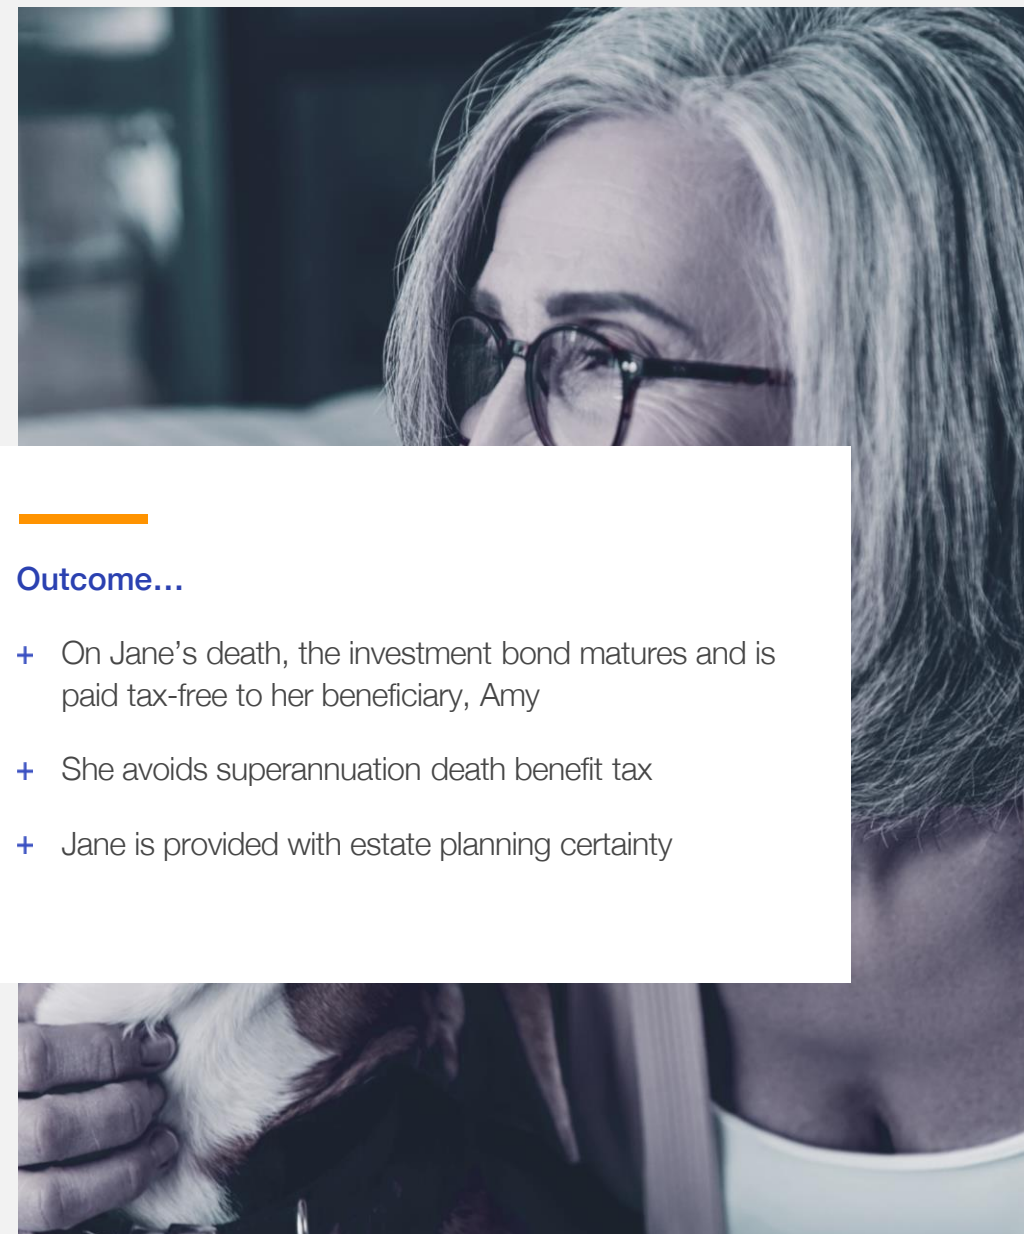 Outcome...
+ On Jane's death, the investment bond matures and is
paid tax-free to her beneficiary, Amy
+ She avoids superannuation death benefit tax
+ Jane is provided with estate planning certainty